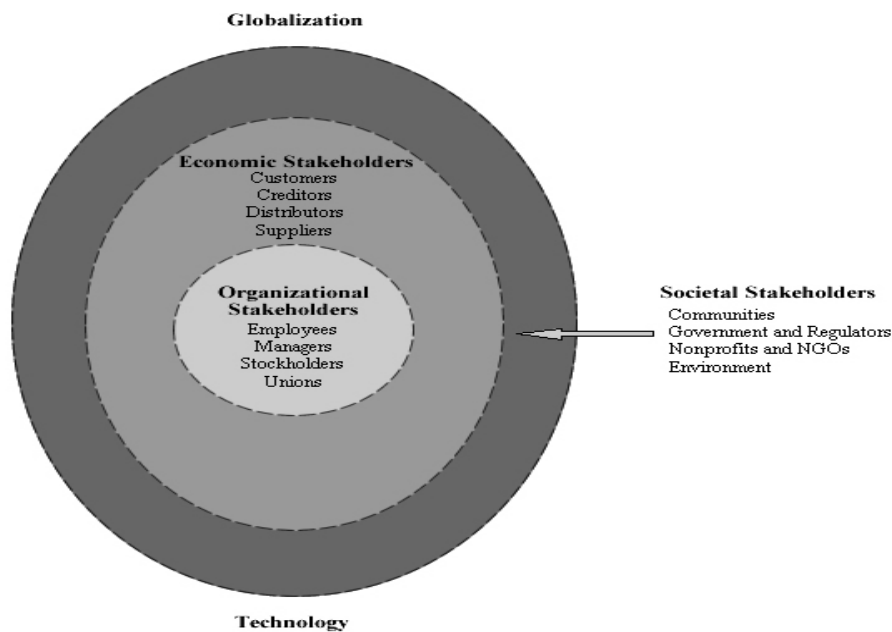 Globalization
Economic Stakeholders
Customers
Creditors
Distributors
Suppliers
Organizational
Stakeholders
Employees
Managers
Stockholders
Unions
Societal Stakeholders
Communities
Government and Regulators
Nonprofits and NGOs
Environment
Technology